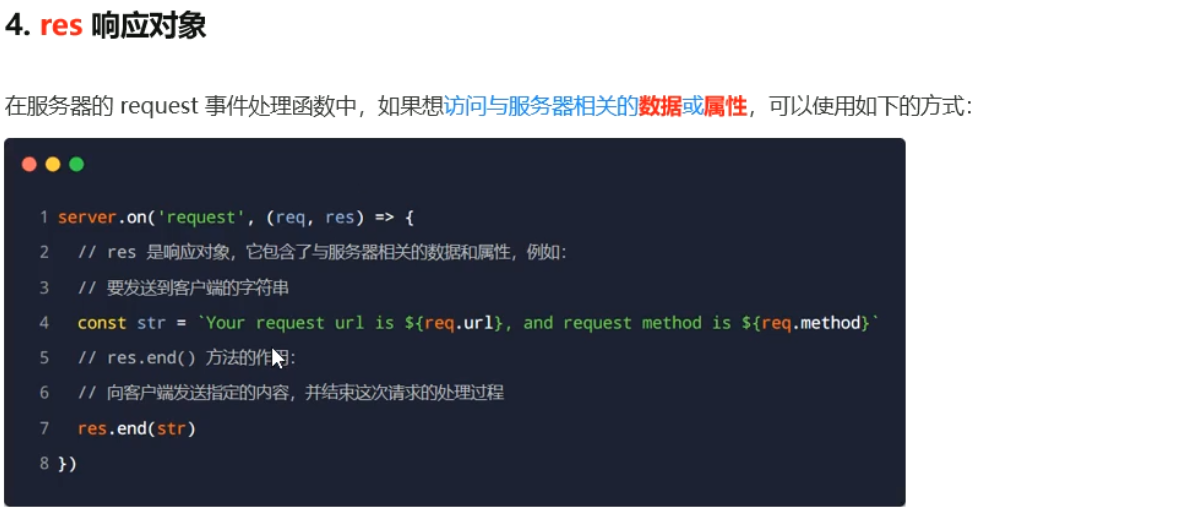 4. res 响应对象
在服务器的 request 事件处理函数中，如果想访问与服务器相关的数据或属性，可以使用如下的方式：
1 server.on('request', (req, res) => {
2 // res 是响应对象，它包含了与服务器相关的数据和属性，例如：
3 // 要发送到客户端的字符串
4 const str = `Your request url is ${req.url}, and request method is ${req.method}`
5 // res.end() 方法的作用：
6 // 向客户端发送指定的内容，并结束这次请求的处理过程
7 res.end(str)
8 })